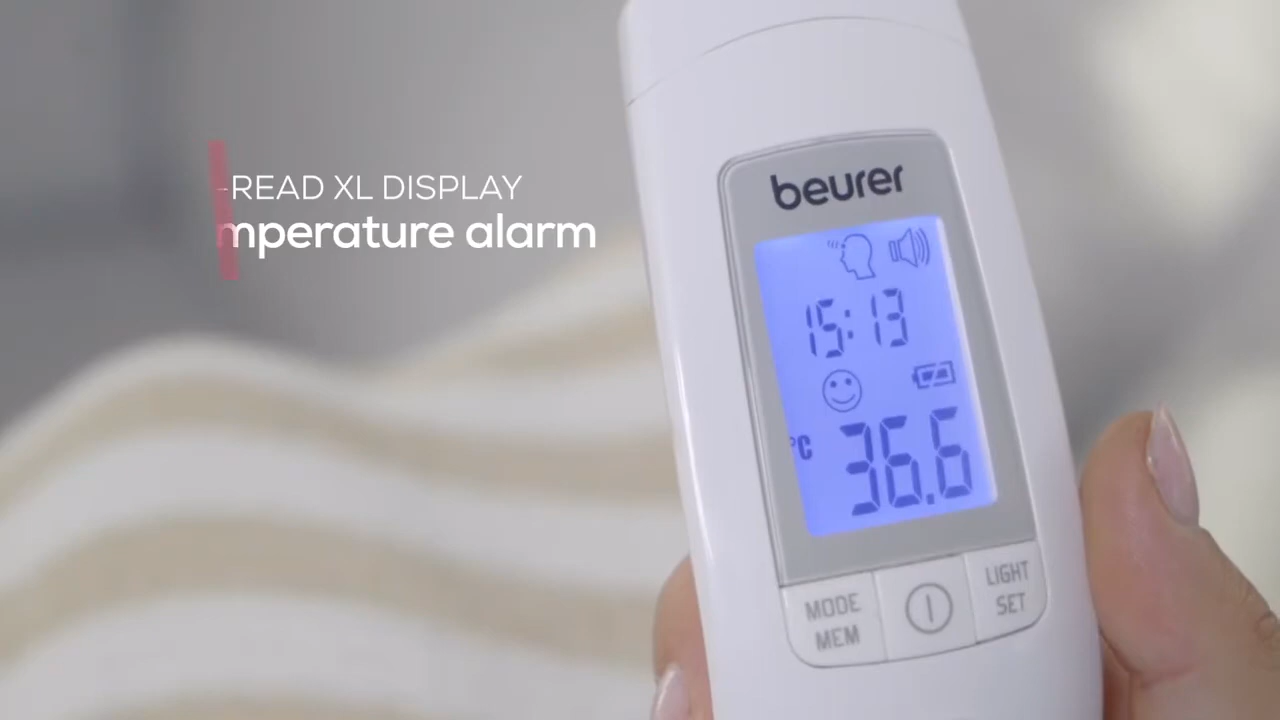 -READ XL DISPLAY
mperature alarm
beurer
15:13
°C 36.6
MODE
MEM
LIGHT
SET